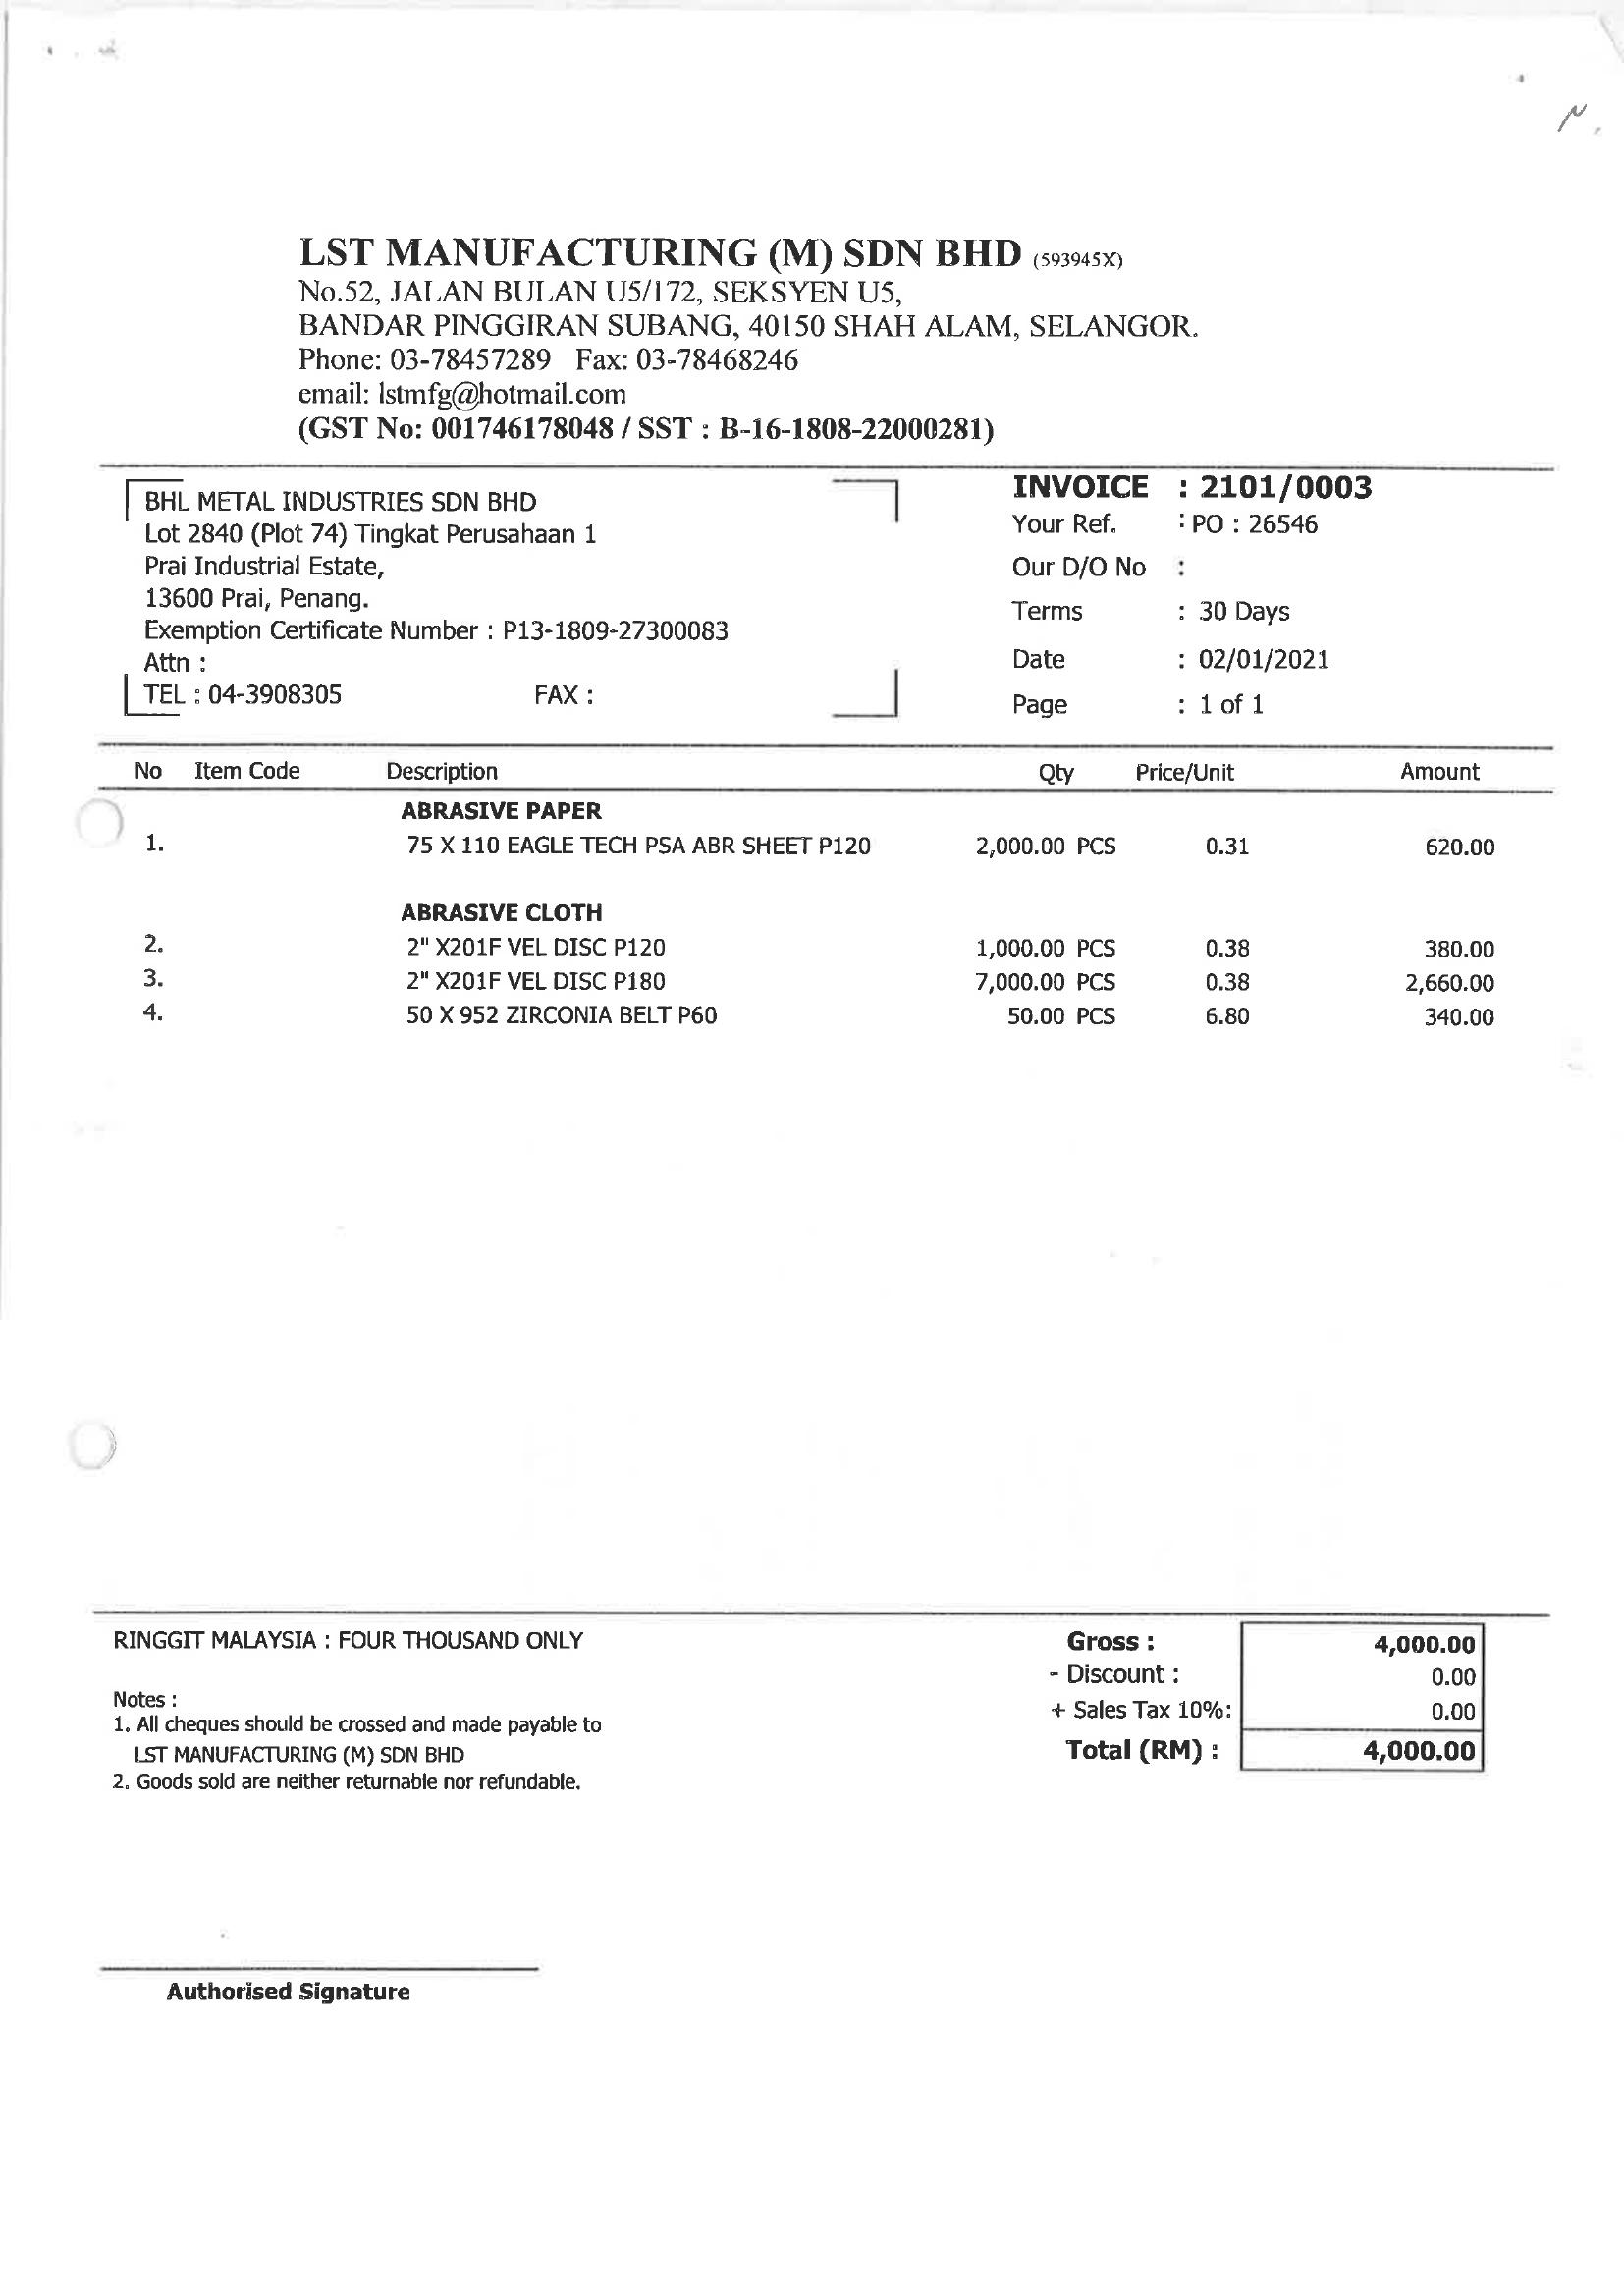 LST MANUFACTURING (M) SDN BHD (593945X)
No.52, JALAN BULAN U5/172, SEKSYEN U5,
BANDAR PINGGIRAN SUBANG, 40150 SHAH ALAM, SELANGOR.
Phone: 03-78457289 Fax: 03-78468246
email: lstmfg@hotmail.com
(GST No: 001746178048 / SST : B-16-1808-22000281)
BHL METAL INDUSTRIES SDN BHD
Lot 2840 (Plot 74) Tingkat Perusahaan 1
Prai Industrial Estate,
13600 Prai, Penang.
Exemption Certificate Number : P13-1809-27300083
Attn :
TEL : 04-3908305 FAX :
INVOICE : 2101/0003
Your Ref. : PO : 26546
Our D/O No :
Terms : 30 Days
Date : 02/01/2021
Page : 1 of 1
No Item Code Description Qty Price/Unit Amount
ABRASIVE PAPER
1. 75 X 110 EAGLE TECH PSA ABR SHEET P120 2,000.00 PCS 0.31 620.00
ABRASIVE CLOTH
2. 2" X201F VEL DISC P120 1,000.00 PCS 0.38 380.00
3. 2" X201F VEL DISC P180 7,000.00 PCS 0.38 2,660.00
4. 50 X 952 ZIRCONIA BELT P60 50.00 PCS 6.80 340.00
RINGGIT MALAYSIA : FOUR THOUSAND ONLY
Notes :
1. All cheques should be crossed and made payable to
LST MANUFACTURING (M) SDN BHD
2. Goods sold are neither returnable nor refundable.
Gross : 4,000.00
- Discount : 0.00
+ Sales Tax 10%: 0.00
Total (RM) : 4,000.00
Authorised Signature